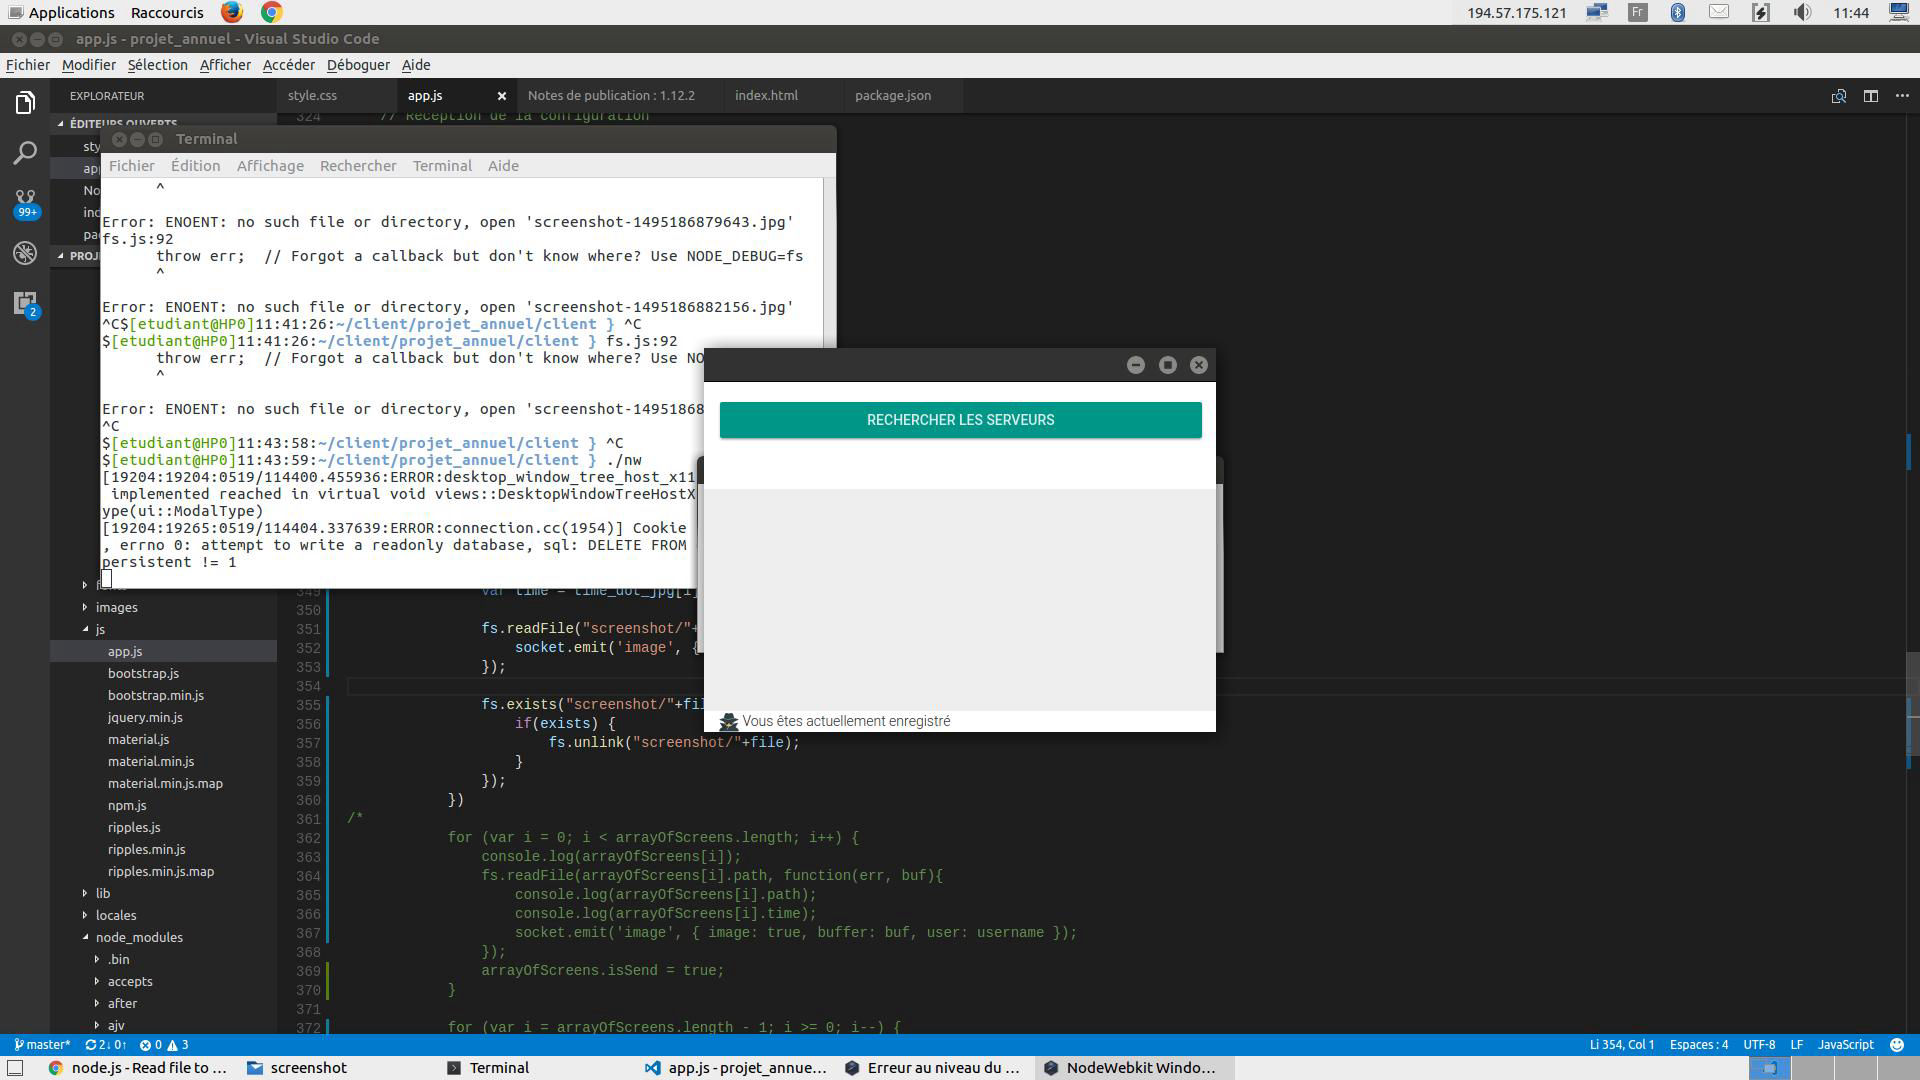 Applications Raccourcis 194.57.175.121 Fr 11:44
app.js - projet_annuel - Visual Studio Code
Fichier Modifier Sélection Afficher Accéder Déboguer Aide
EXPLORATEUR style.css app.js Notes de publication : 1.12.2 index.html package.json
324 // Réception de la configuration
ÉDITEURS OUVERTS
Terminal
Fichier Édition Affichage Rechercher Terminal Aide
^
Error: ENOENT: no such file or directory, open 'screenshot-1495186879643.jpg'
fs.js:92
throw err;  // Forgot a callback but don't know where? Use NODE_DEBUG=fs
^
Error: ENOENT: no such file or directory, open 'screenshot-1495186882156.jpg'
^C$[etudiant@HP0]11:41:26:~/client/projet_annuel/client } ^C
$[etudiant@HP0]11:41:26:~/client/projet_annuel/client } fs.js:92
throw err;  // Forgot a callback but don't know where? Use NO
^
Error: ENOENT: no such file or directory, open 'screenshot-14951868
^C
$[etudiant@HP0]11:43:58:~/client/projet_annuel/client } ^C
$[etudiant@HP0]11:43:59:~/client/projet_annuel/client } ./nw
[19204:19204:0519/114400.455936:ERROR:desktop_window_tree_host_x11
implemented reached in virtual void views::DesktopWindowTreeHostX
ype(ui::ModalType)
[19204:19265:0519/114404.337639:ERROR:connection.cc(1954)] Cookie
, errno 0: attempt to write a readonly database, sql: DELETE FROM
persistent != 1
sty
app
No
ind
pac
PROJ
99+
2
RECHERCHER LES SERVEURS
Vous êtes actuellement enregistré
images
js
app.js
bootstrap.js
bootstrap.min.js
jquery.min.js
material.js
material.min.js
material.min.js.map
npm.js
ripples.js
ripples.min.js
ripples.min.js.map
lib
locales
node_modules
.bin
accepts
after
ajv
349 var time = time_dot_jpg[i]
350
351 fs.readFile("screenshot/"+
352 socket.emit('image', {
353 });
354
355 fs.exists("screenshot/"+fil
356 if(exists) {
357 fs.unlink("screenshot/"+file);
358 }
359 });
360 })
361 /*
362 for (var i = 0; i < arrayOfScreens.length; i++) {
363 console.log(arrayOfScreens[i]);
364 fs.readFile(arrayOfScreens[i].path, function(err, buf){
365 console.log(arrayOfScreens[i].path);
366 console.log(arrayOfScreens[i].time);
367 socket.emit('image', { image: true, buffer: buf, user: username });
368 });
369 arrayOfScreens.isSend = true;
370 }
371
372 for (var i = arrayOfScreens.length - 1; i >= 0; i--) {
master* 2↓ 0↑ 0 3 Li 354, Col 1 Espaces : 4 UTF-8 LF JavaScript
node.js - Read file to ... screenshot Terminal app.js - projet_annue... Erreur au niveau du ... NodeWebkit Windo...